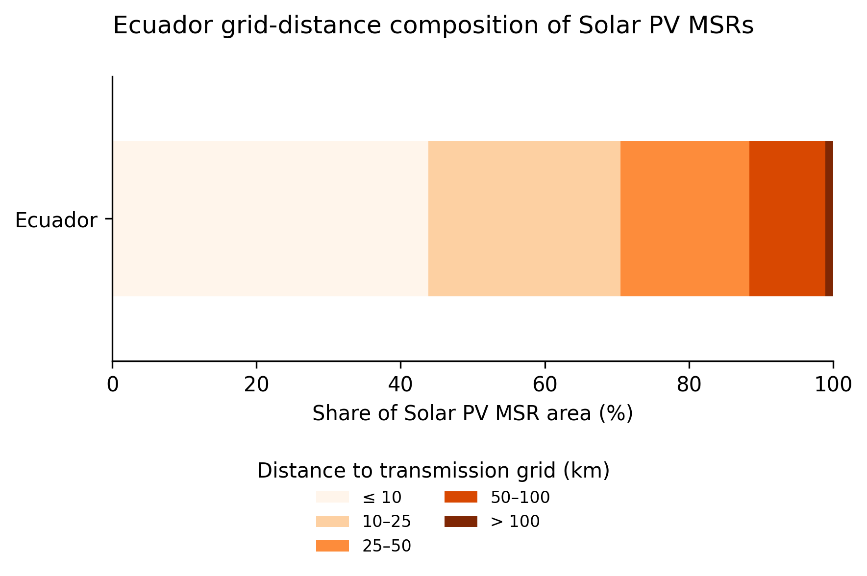 Ecuador grid-distance composition of Solar PV MSRs
Ecuador
0 20 40 60 80 100
Share of Solar PV MSR area (%)
Distance to transmission grid (km)
≤ 10
10–25
25–50
50–100
> 100